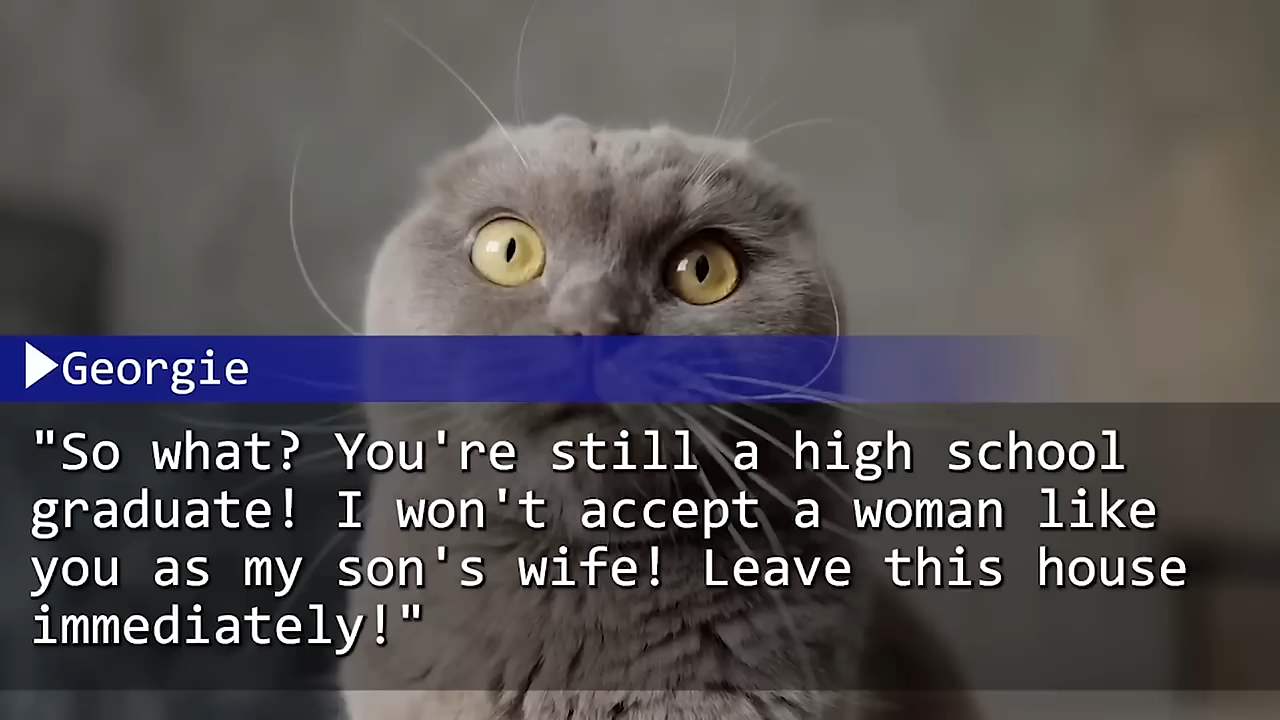 ▶Georgie
"So what? You're still a high school
graduate! I won't accept a woman like
you as my son's wife! Leave this house
immediately!"